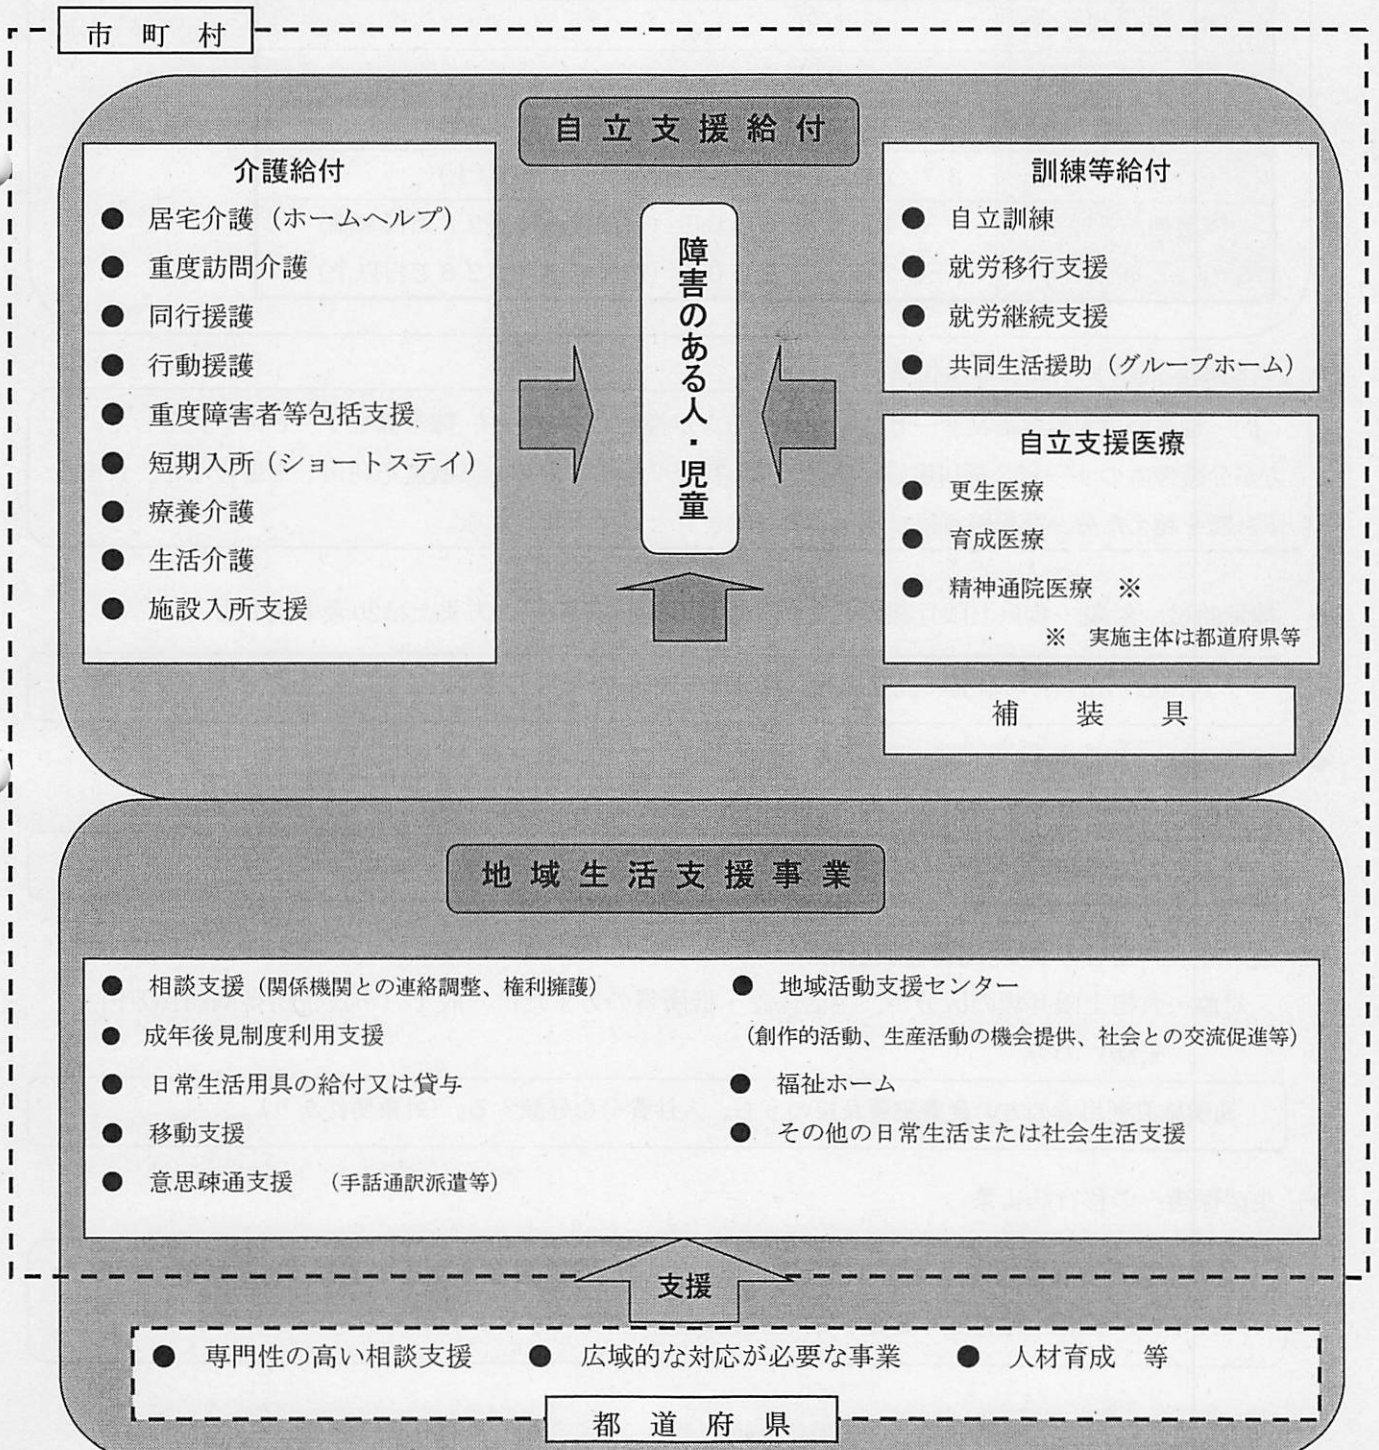 市町村
自立支援給付
介護給付
● 居宅介護（ホームヘルプ）
● 重度訪問介護
● 同行援護
● 行動援護
● 重度障害者等包括支援
● 短期入所（ショートステイ）
● 療養介護
● 生活介護
● 施設入所支援
障害のある人・児童
訓練等給付
● 自立訓練
● 就労移行支援
● 就労継続支援
● 共同生活援助（グループホーム）
自立支援医療
● 更生医療
● 育成医療
● 精神通院医療 ※
※ 実施主体は都道府県等
補装具
地域生活支援事業
● 相談支援（関係機関との連絡調整、権利擁護）
● 成年後見制度利用支援
● 日常生活用具の給付又は貸与
● 移動支援
● 意思疎通支援 （手話通訳派遣等）
● 地域活動支援センター
（創作的活動、生産活動の機会提供、社会との交流促進等）
● 福祉ホーム
● その他の日常生活または社会生活支援
支援
● 専門性の高い相談支援 ● 広域的な対応が必要な事業 ● 人材育成 等
都道府県